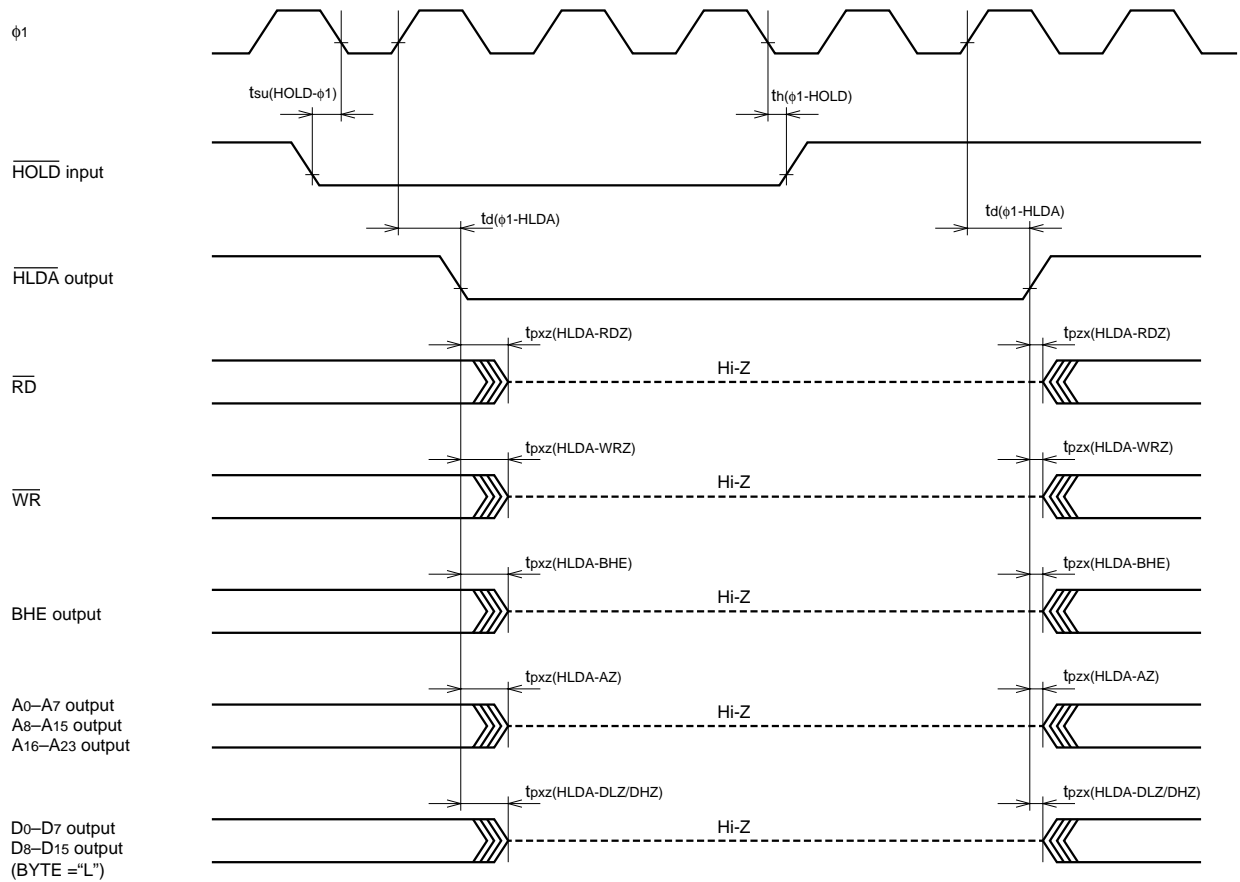 ϕ1
tsu(HOLD-ϕ1)
th(ϕ1-HOLD)
HOLD input
td(ϕ1-HLDA)
td(ϕ1-HLDA)
HLDA output
tpxz(HLDA-RDZ)
tpzx(HLDA-RDZ)
Hi-Z
RD
tpxz(HLDA-WRZ)
tpzx(HLDA-WRZ)
Hi-Z
WR
tpxz(HLDA-BHE)
tpzx(HLDA-BHE)
Hi-Z
BHE output
tpxz(HLDA-AZ)
tpzx(HLDA-AZ)
Hi-Z
A0–A7 output
A8–A15 output
A16–A23 output
tpxz(HLDA-DLZ/DHZ)
tpzx(HLDA-DLZ/DHZ)
Hi-Z
D0–D7 output
D8–D15 output
(BYTE =“L”)